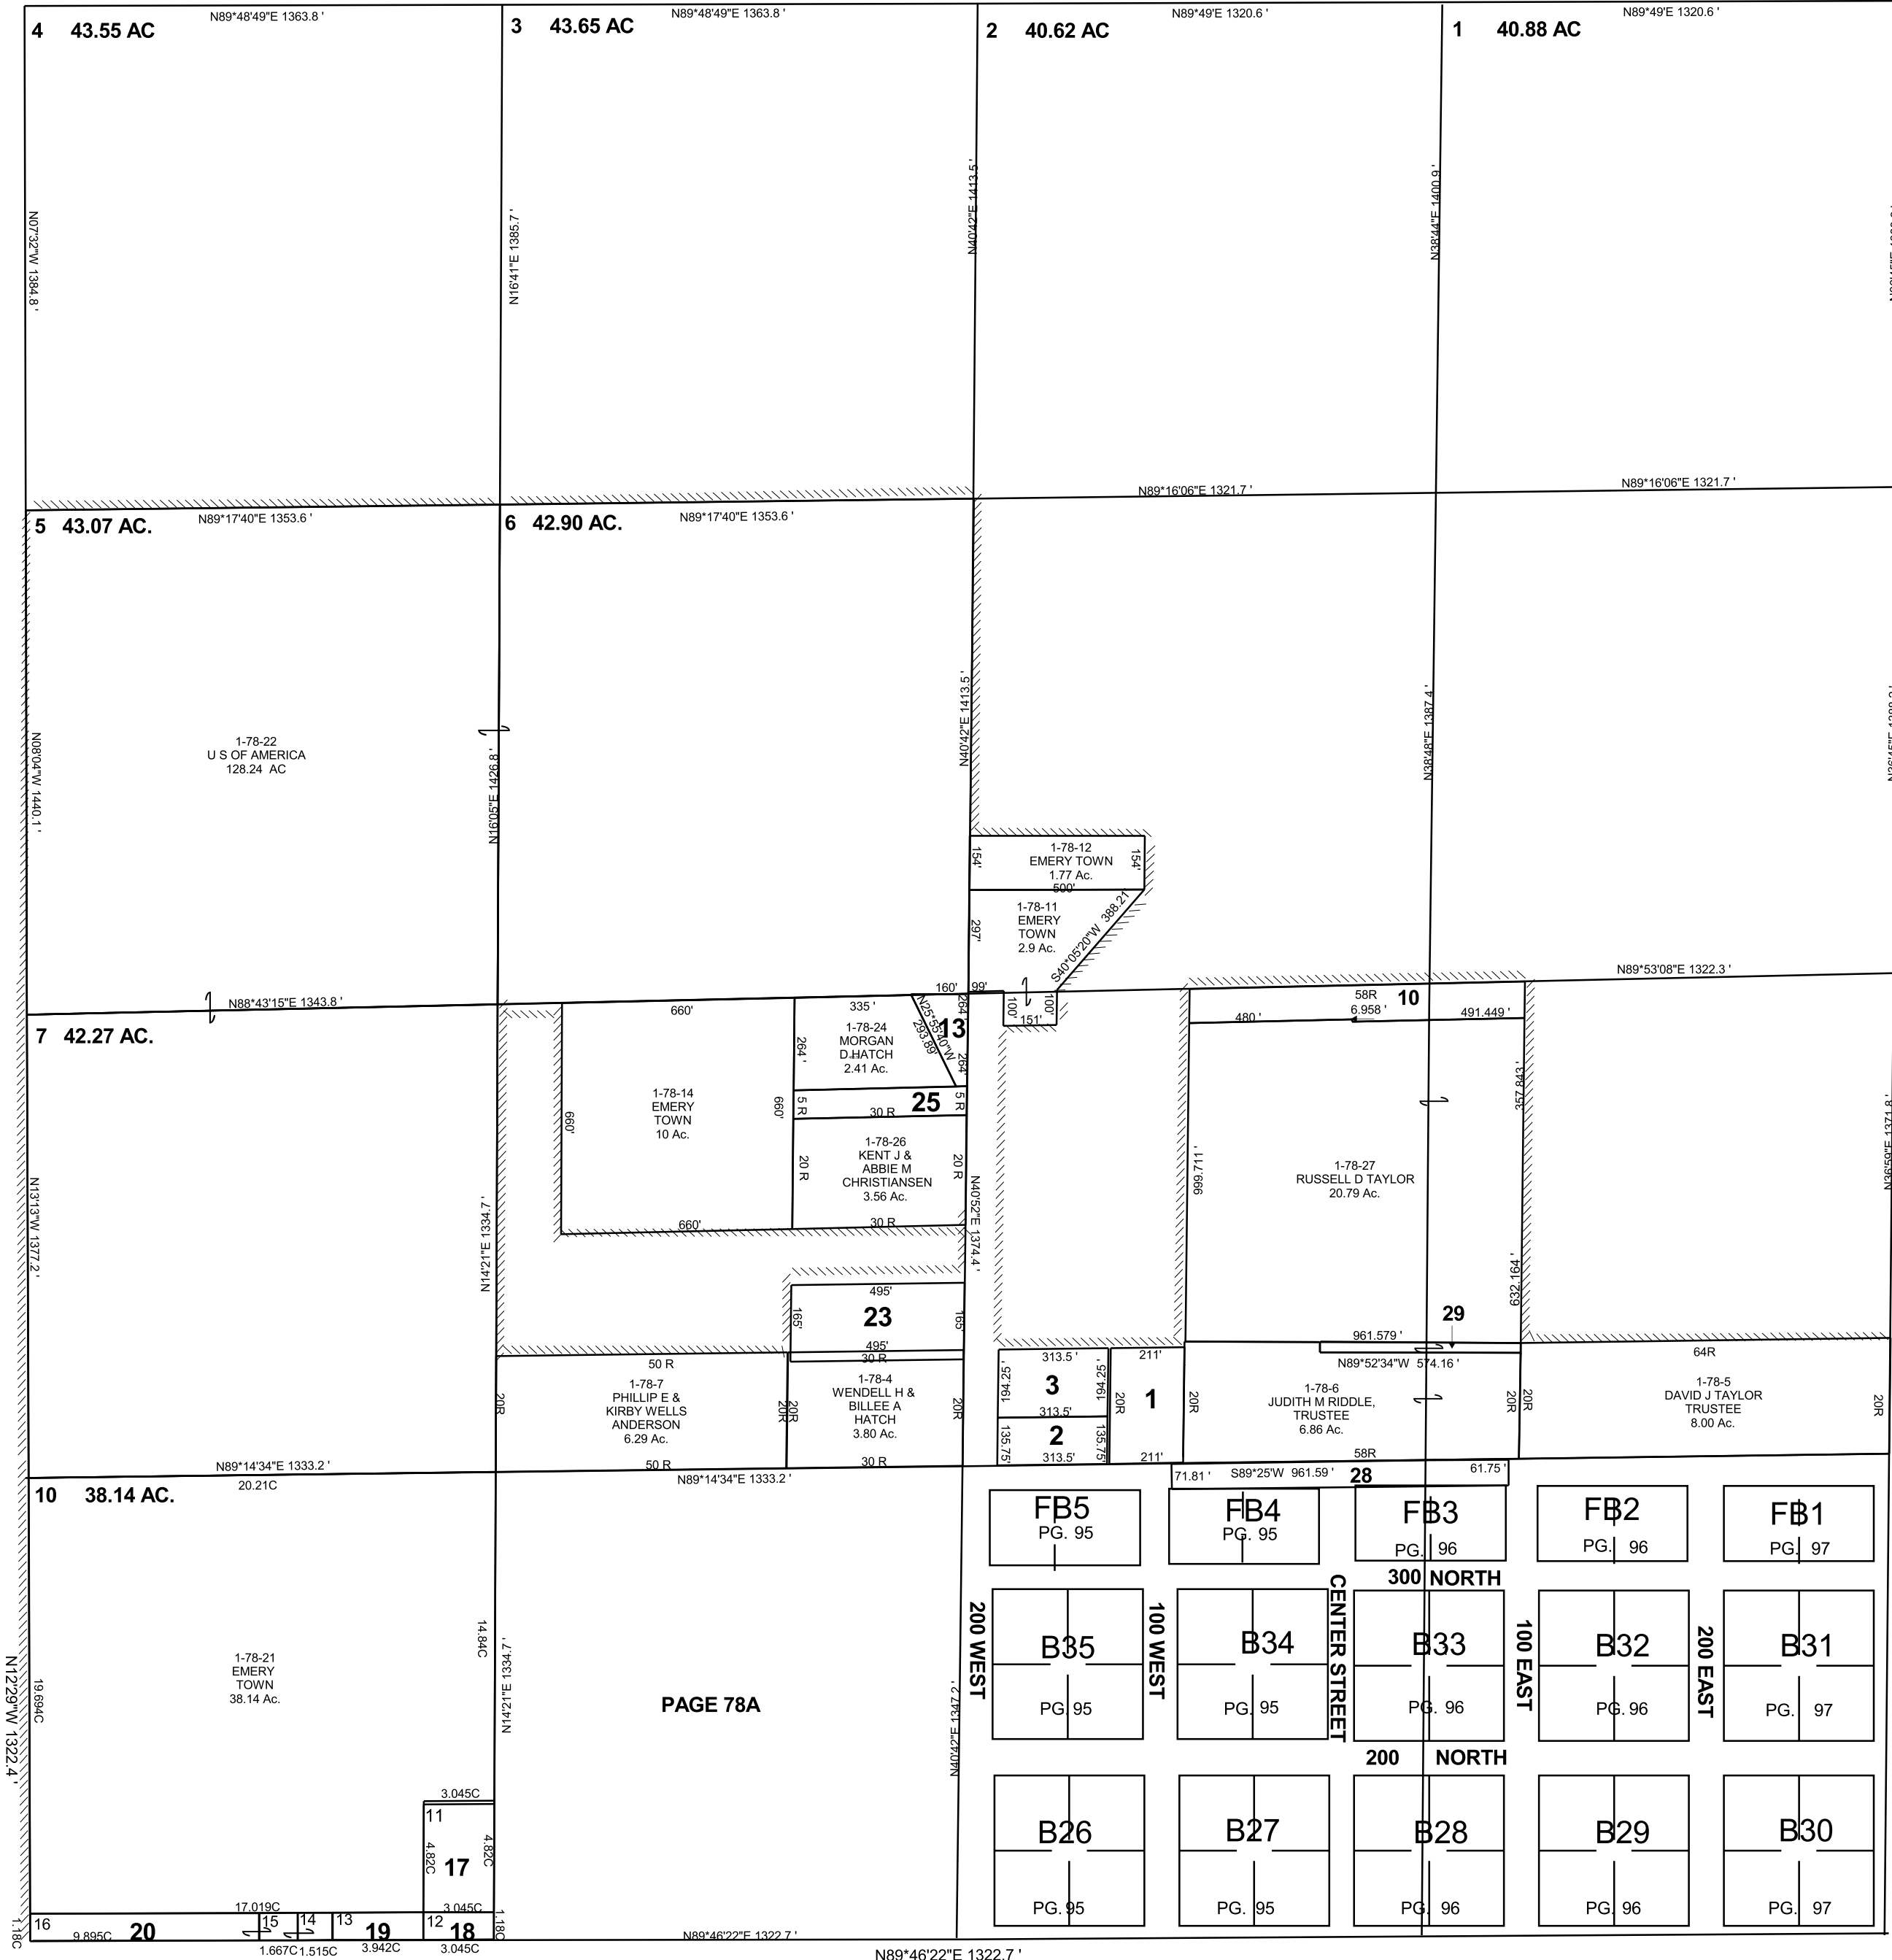 N89*48'49"E 1363.8 '
N89*48'49"E 1363.8 '
N89*49'E 1320.6 '
N89*49'E 1320.6 '
4 43.55 AC
3 43.65 AC
2 40.62 AC
1 40.88 AC
N07'32"W 1384.8 '
N16'41"E 1385.7 '
N40'42"E 1413.5 '
N38'44"E 1400.9 '
N89*17'40"E 1353.6 '
N89*17'40"E 1353.6 '
N89*16'06"E 1321.7 '
N89*16'06"E 1321.7 '
5 43.07 AC.
6 42.90 AC.
N08'04"W 1440.1 '
1-78-22
U S OF AMERICA
128.24 AC
N16'05"E 1426.8 '
N40'42"E 1413.5 '
N38'48"E 1387.4 '
154'
1-78-12
EMERY TOWN
1.77 Ac.
154'
500'
297'
1-78-11
EMERY
TOWN
2.9 Ac.
S40*05'20"W 388.21
N88*43'15"E 1343.8 '
N89*53'08"E 1322.3 '
7 42.27 AC.
660'
335 '
160'
99'
100'
100'
151'
58R
10
480 '
6.958 '
491.449 '
264 '
1-78-24
MORGAN
D HATCH
2.41 Ac.
N25*55'40"W
293.89'
264'
13
264'
1-78-14
EMERY
TOWN
10 Ac.
660'
660'
5 R
30 R
25
5 R
20 R
1-78-26
KENT J &
ABBIE M
CHRISTIANSEN
3.56 Ac.
20 R
660'
30 R
N13'13"W 1377.2 '
N14'21"E 1334.7 '
N40'52"E 1374.4 '
999.711'
1-78-27
RUSSELL D TAYLOR
20.79 Ac.
357.843'
632.164'
N36'59"E 1371.8 '
495'
165'
23
165'
495'
30 R
961.579 '
29
N89*52'34"W 574.16 '
50 R
20R
1-78-7
PHILLIP E &
KIRBY WELLS
ANDERSON
6.29 Ac.
20R
20R
1-78-4
WENDELL H &
BILLEE A
HATCH
3.80 Ac.
20R
50 R
30 R
313.5 '
194.25'
3
194.25'
313.5'
135.75'
2
135.75'
313.5'
211'
20R
1
211'
20R
1-78-6
JUDITH M RIDDLE,
TRUSTEE
6.86 Ac.
20R
58R
64R
20R
1-78-5
DAVID J TAYLOR
TRUSTEE
8.00 Ac.
20R
N89*14'34"E 1333.2 '
N89*14'34"E 1333.2 '
71.81 '
S89*25'W 961.59 '
28
61.75 '
10 38.14 AC.
20.21C
FB5
PG. 95
FB4
PG. 95
FB3
PG. 96
FB2
PG. 96
FB1
PG. 97
300 NORTH
200 WEST
100 WEST
CENTER STREET
100 EAST
200 EAST
N12'29"W 1322.4 '
19.694C
1-78-21
EMERY
TOWN
38.14 Ac.
14.84C
N14'21"E 1334.7 '
PAGE 78A
N40'42"E 1347.2 '
B35
PG. 95
B34
PG. 95
B33
PG. 96
B32
PG. 96
B31
PG. 97
200 NORTH
B26
PG. 95
B27
PG. 95
B28
PG. 96
B29
PG. 96
B30
PG. 97
3.045C
11
4.82C
17
4.82C
17.019C
3.045C
1.18C
16
9.895C
20
15
14
13
19
12
18
1.18C
1.667C
1.515C
3.942C
3.045C
N89*46'22"E 1322.7 '
N89*46'22"E 1322.7 '